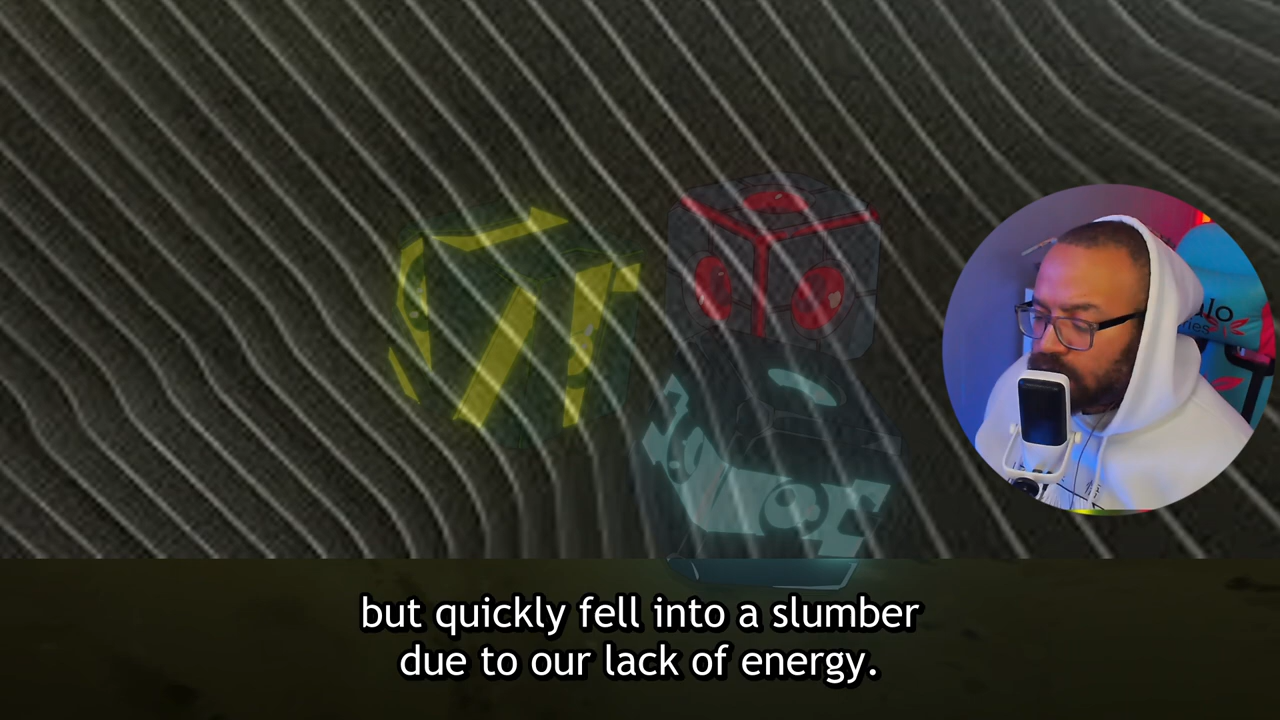 but quickly fell into a slumber
due to our lack of energy.